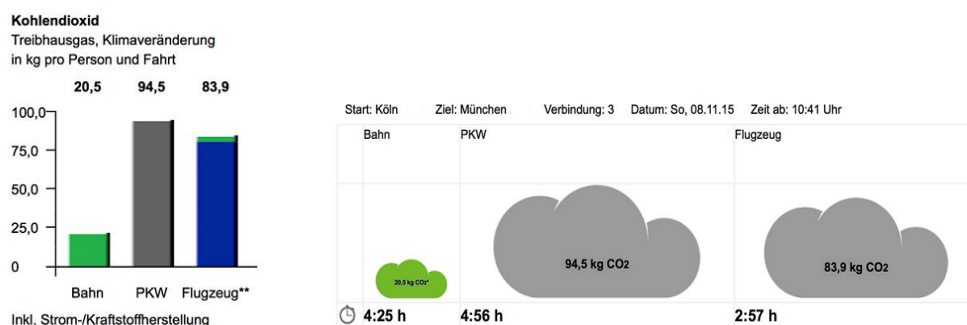 Kohlendioxid
Treibhausgas, Klimaveränderung
in kg pro Person und Fahrt
20,5 94,5 83,9
100,0
75,0
50,0
25,0
0
Bahn PKW Flugzeug**
Inkl. Strom-/Kraftstoffherstellung
Start: Köln Ziel: München Verbindung: 3 Datum: So, 08.11.15 Zeit ab: 10:41 Uhr
Bahn PKW Flugzeug
20,5 kg CO2* 94,5 kg CO2 83,9 kg CO2
4:25 h 4:56 h 2:57 h